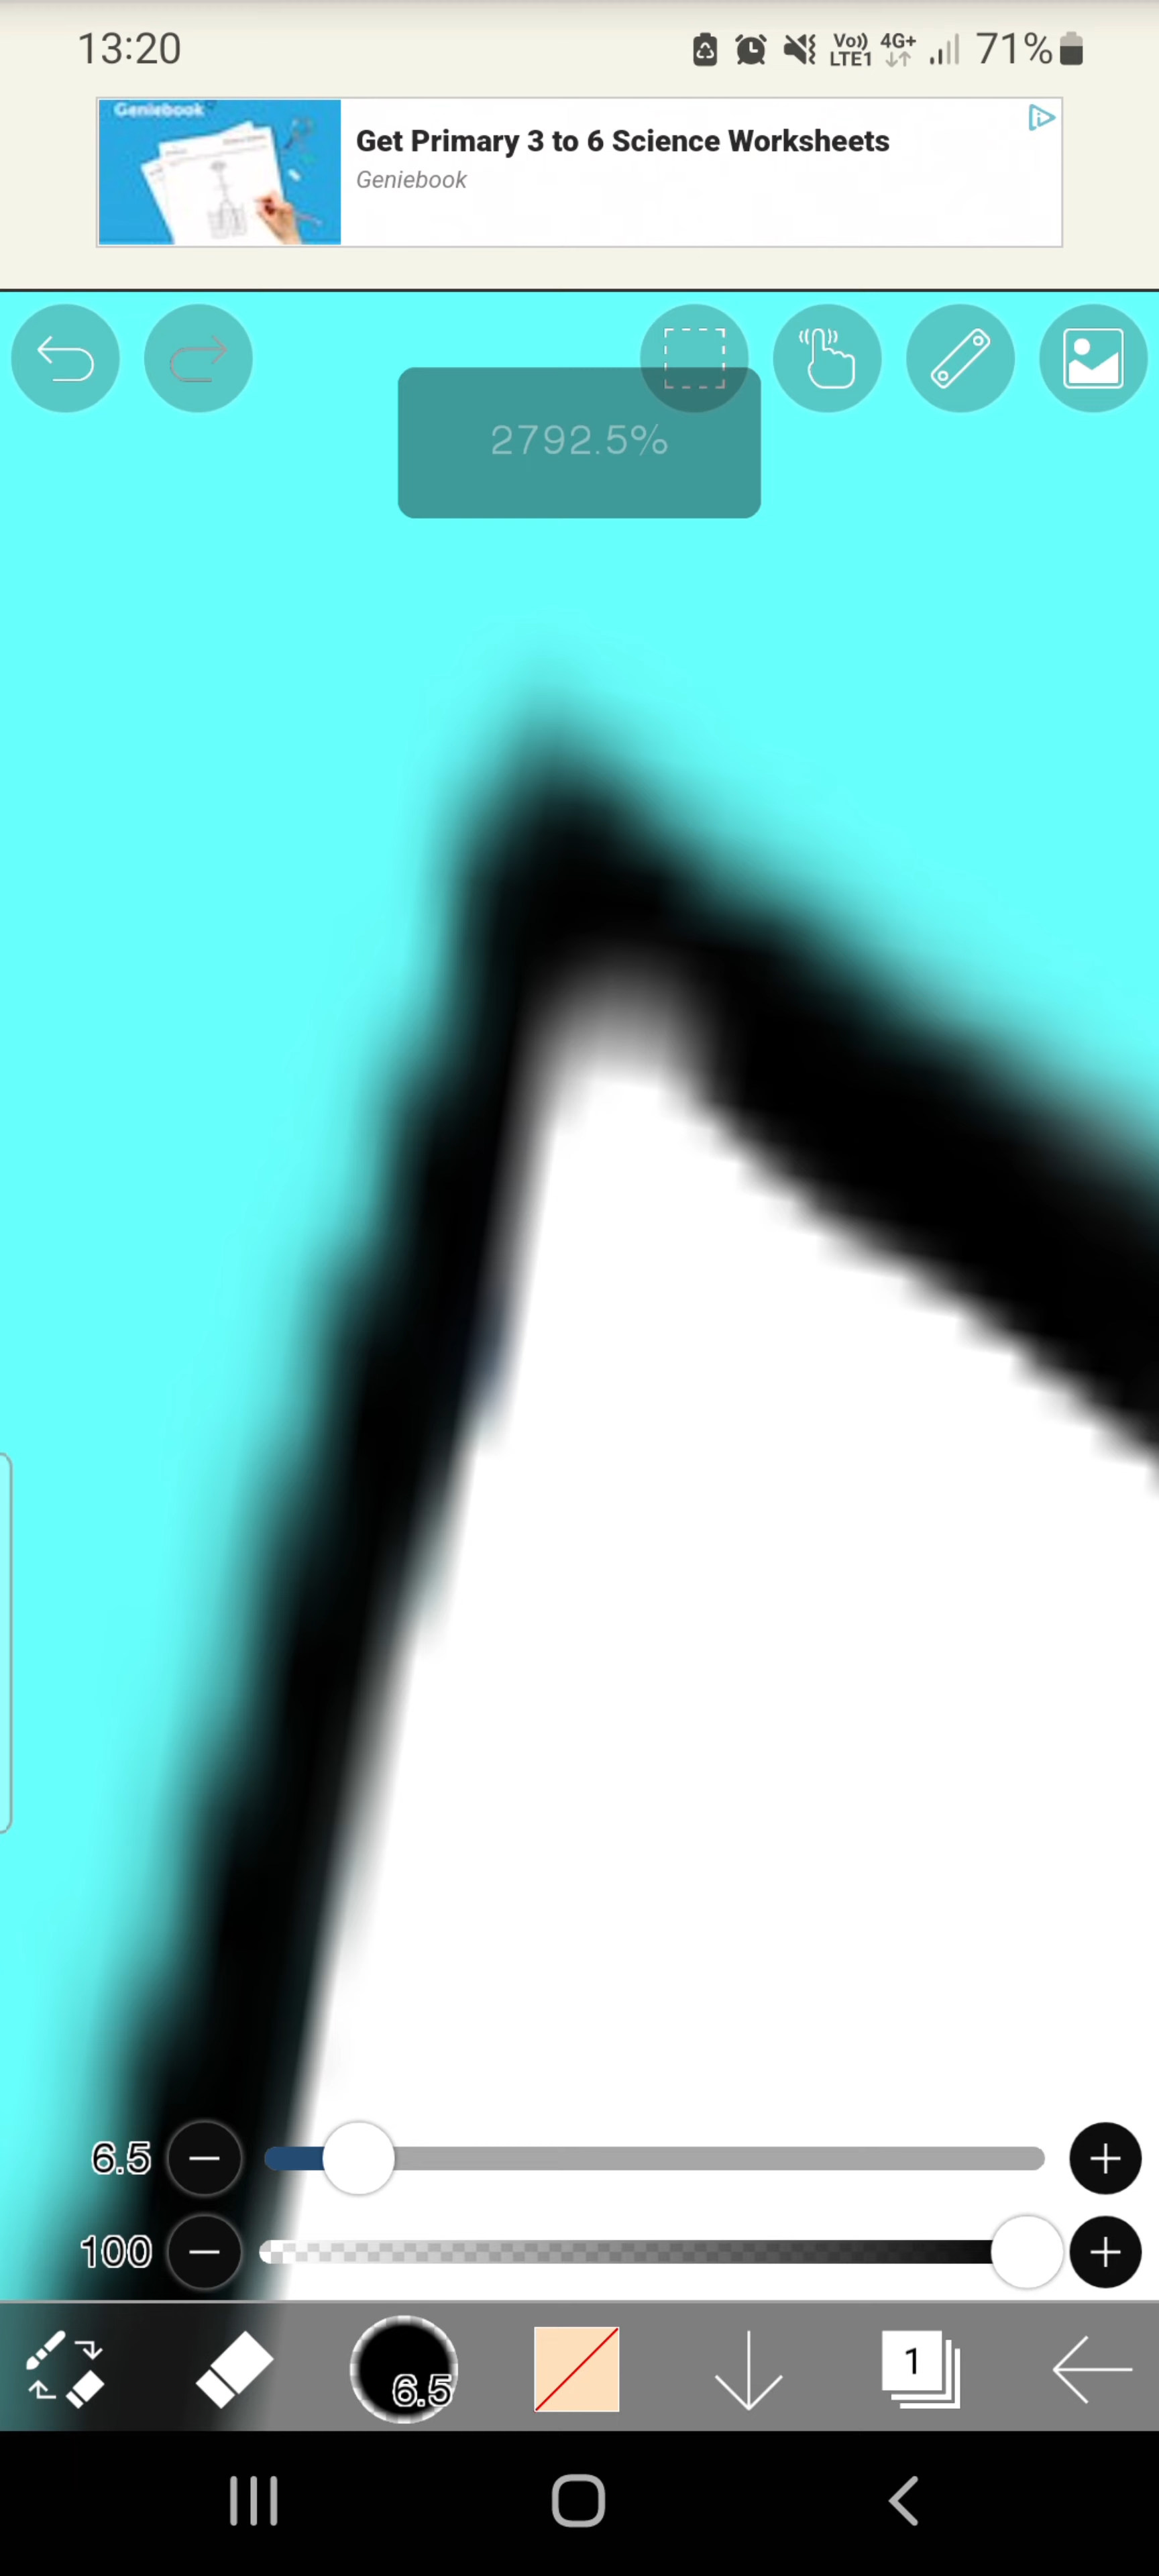 13:20
Vo)) 4G+ 71%
LTE1
Geniebook
Get Primary 3 to 6 Science Worksheets
Geniebook
2792.5%
6.5
100
6.5
1